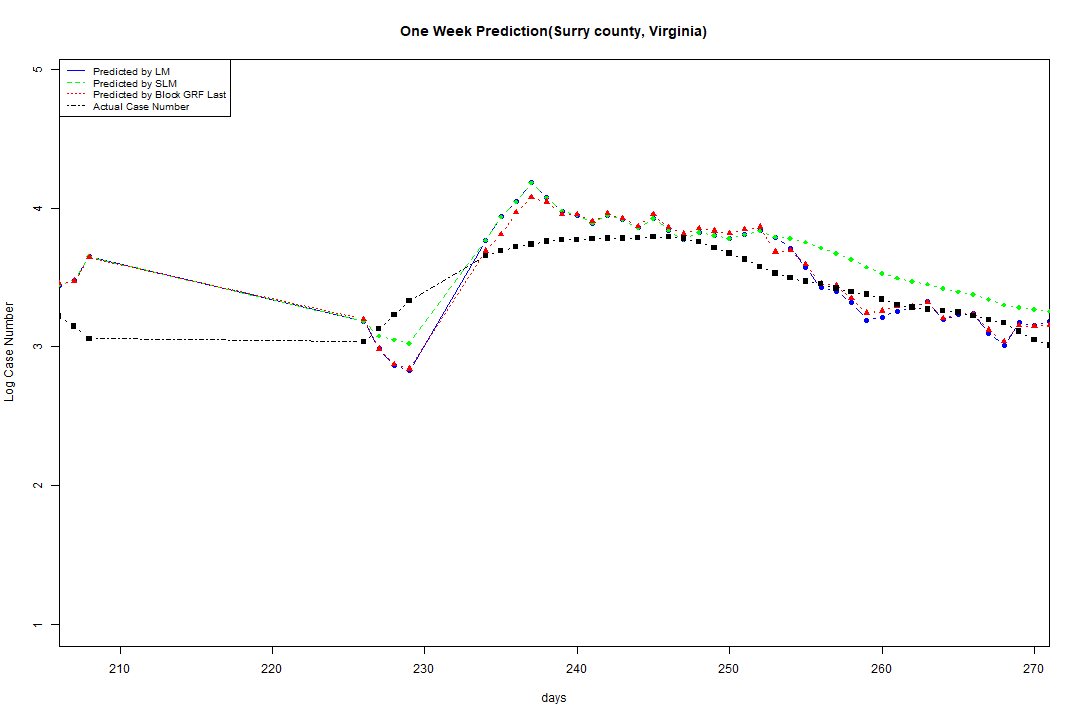 One Week Prediction(Surry county, Virginia)
Predicted by LM
Predicted by SLM
Predicted by Block GRF Last
Actual Case Number
5
4
3
2
1
Log Case Number
210 220 230 240 250 260 270
days